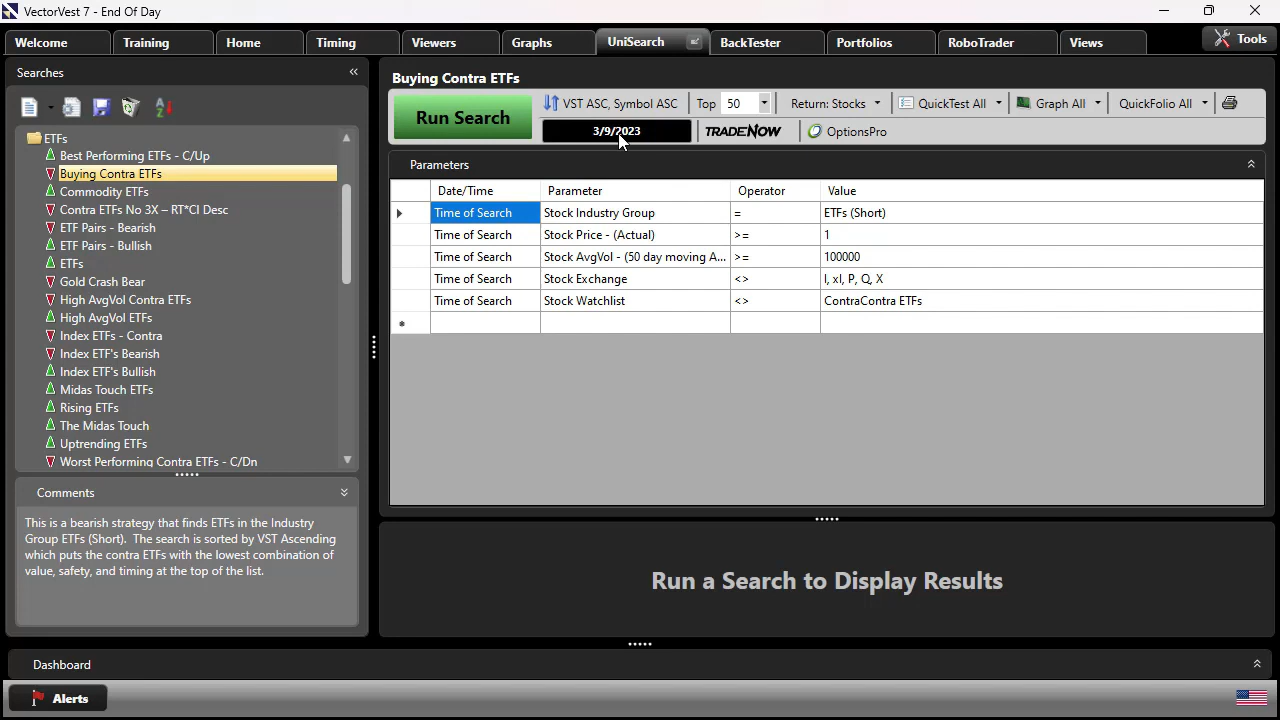 VectorVest 7 - End Of Day
Welcome Training Home Timing Viewers Graphs UniSearch BackTester Portfolios RoboTrader Views Tools
Searches
Buying Contra ETFs
Run Search
VST ASC, Symbol ASC Top 50 Return: Stocks QuickTest All Graph All QuickFolio All
3/9/2023 TRADENOW OptionsPro
ETFs
Best Performing ETFs - C/Up
Buying Contra ETFs
Commodity ETFs
Contra ETFs No 3X – RT*CI Desc
ETF Pairs - Bearish
ETF Pairs - Bullish
ETFs
Gold Crash Bear
High AvgVol Contra ETFs
High AvgVol ETFs
Index ETFs - Contra
Index ETF's Bearish
Index ETF's Bullish
Midas Touch ETFs
Rising ETFs
The Midas Touch
Uptrending ETFs
Worst Performing Contra ETFs - C/Dn
Parameters
Date/Time Parameter Operator Value
Time of Search Stock Industry Group = ETFs (Short)
Time of Search Stock Price - (Actual) >= 1
Time of Search Stock AvgVol - (50 day moving A... >= 100000
Time of Search Stock Exchange <> I, xI, P, Q, X
Time of Search Stock Watchlist <> ContraContra ETFs
*
Comments
This is a bearish strategy that finds ETFs in the Industry
Group ETFs (Short). The search is sorted by VST Ascending
which puts the contra ETFs with the lowest combination of
value, safety, and timing at the top of the list.
Run a Search to Display Results
Dashboard
Alerts